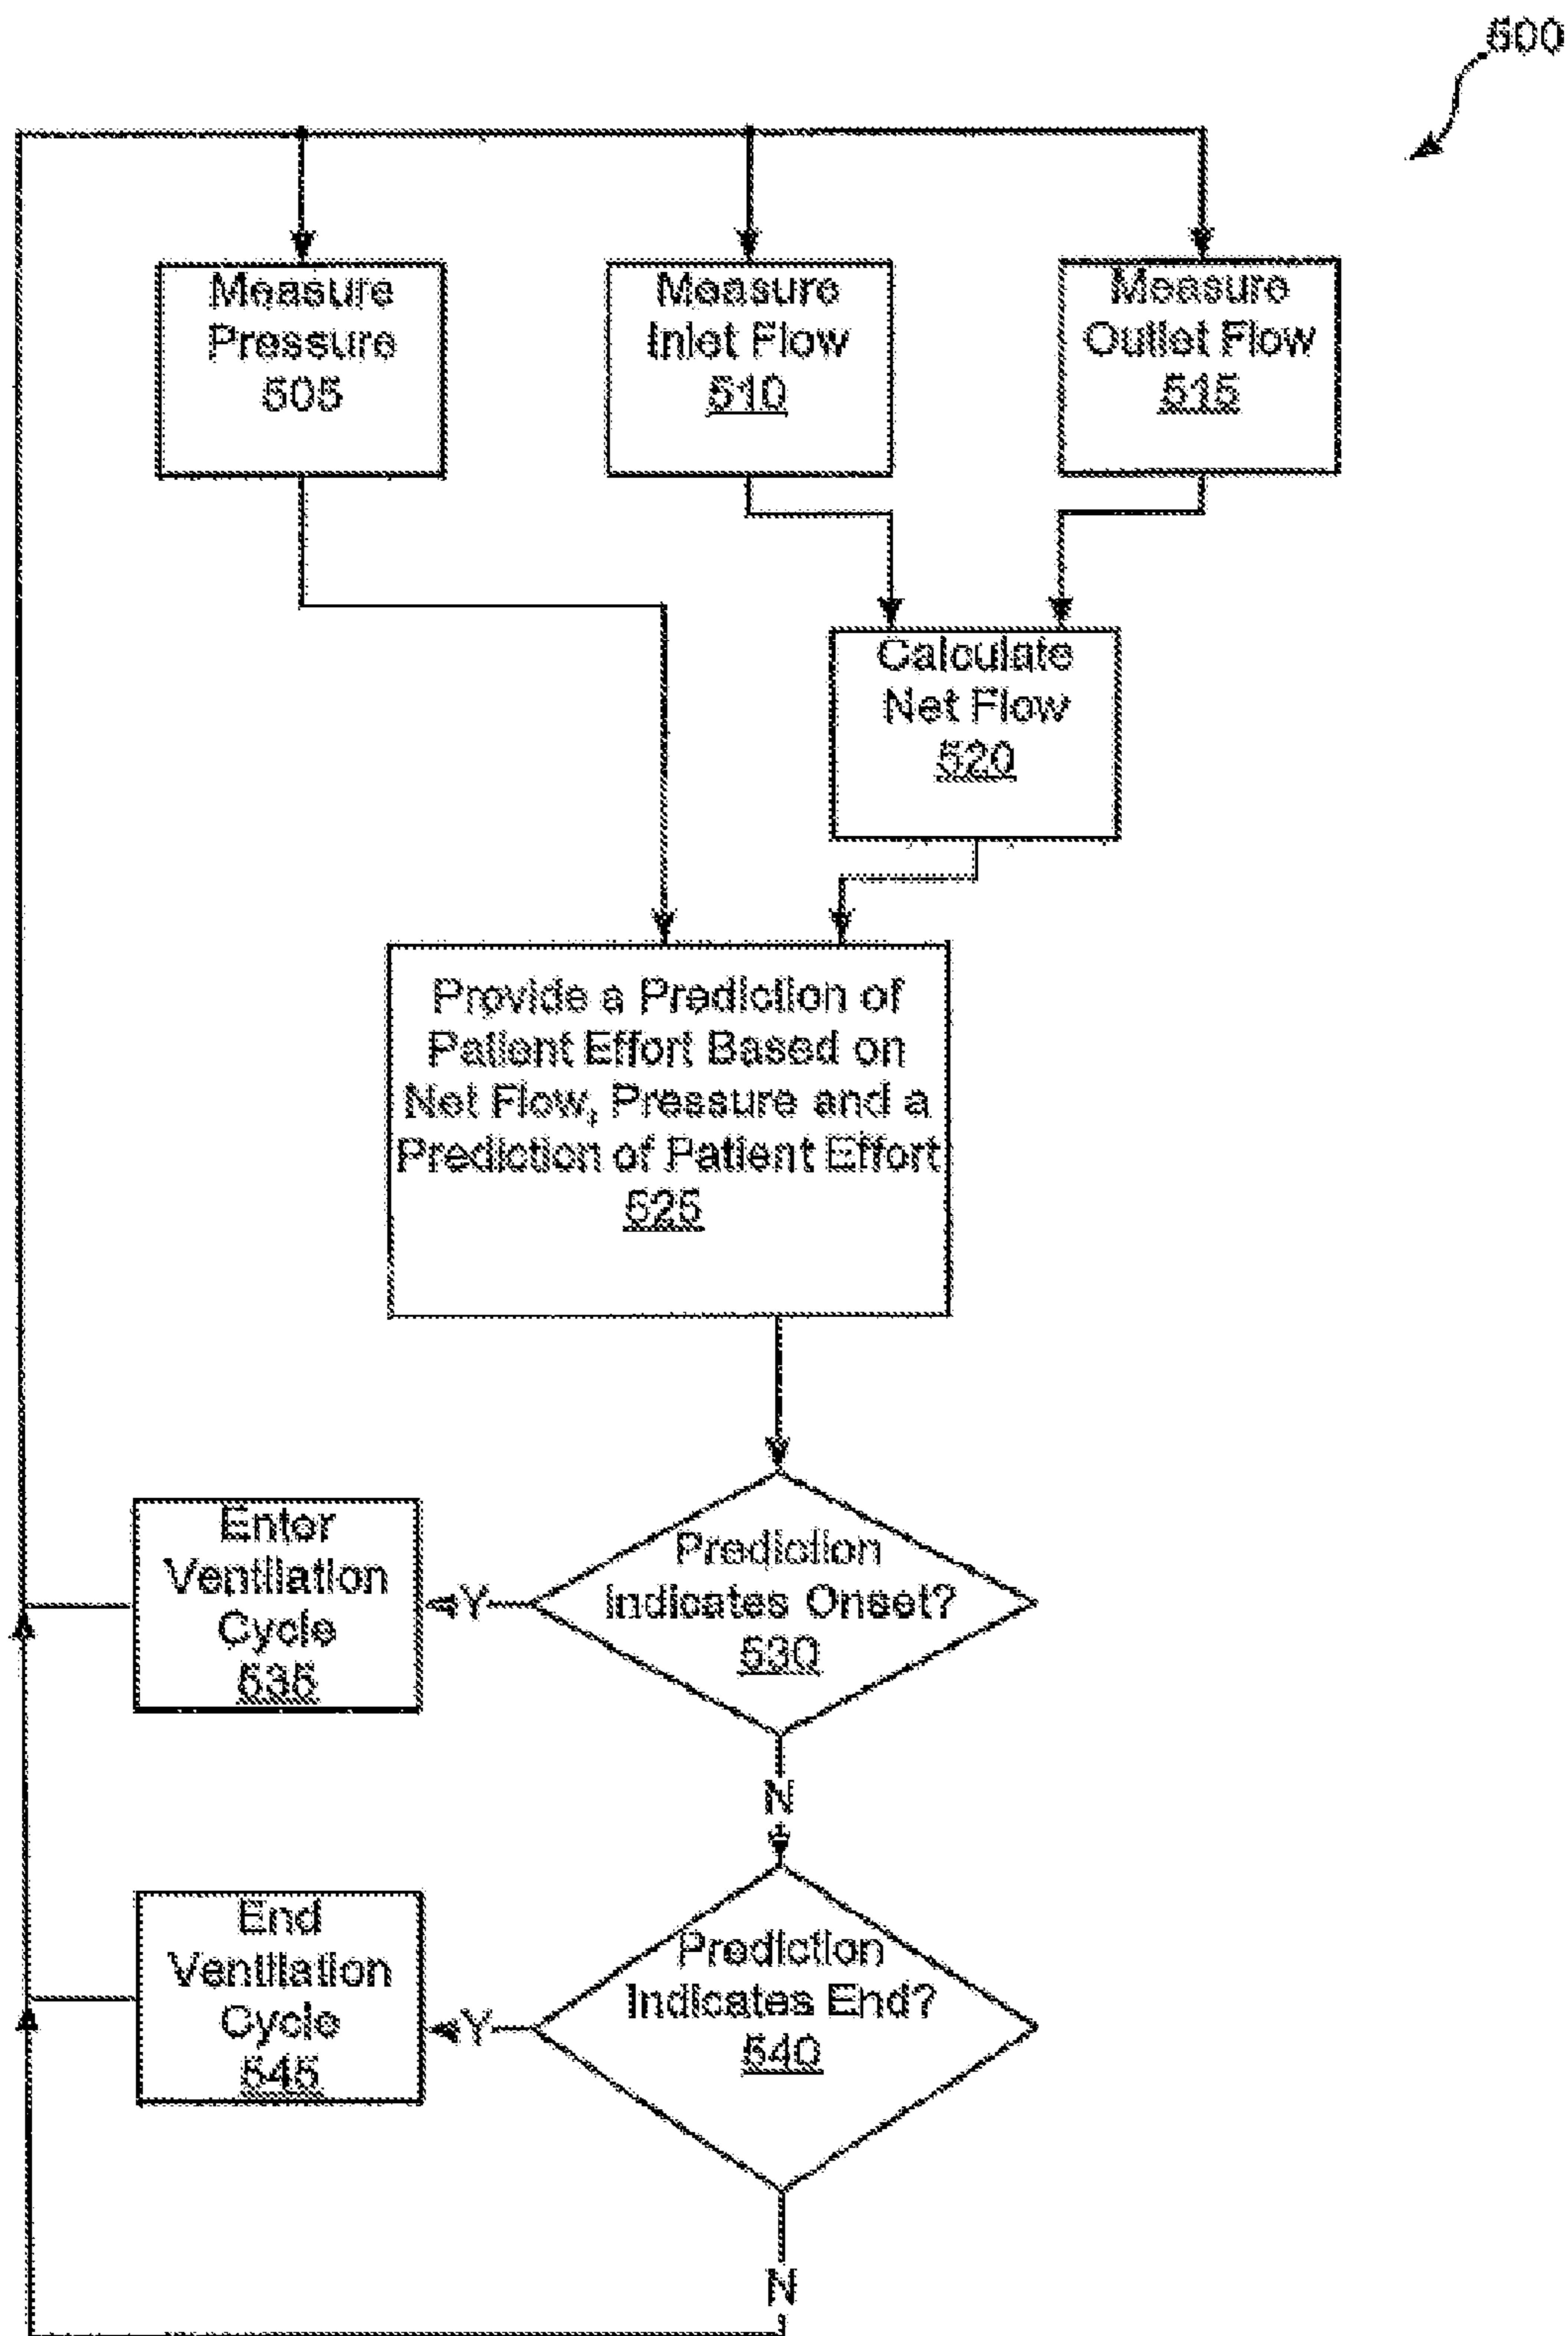 500
Measure
Pressure
505
Measure
Inlet Flow
510
Measure
Outlet Flow
515
Calculate
Net Flow
520
Provide a Prediction of
Patient Effort Based on
Net Flow, Pressure and a
Prediction of Patient Effort
525
Prediction
Indicates Onset?
530
Y
Enter
Ventilation
Cycle
535
N
Prediction
Indicates End?
540
Y
End
Ventilation
Cycle
545
N